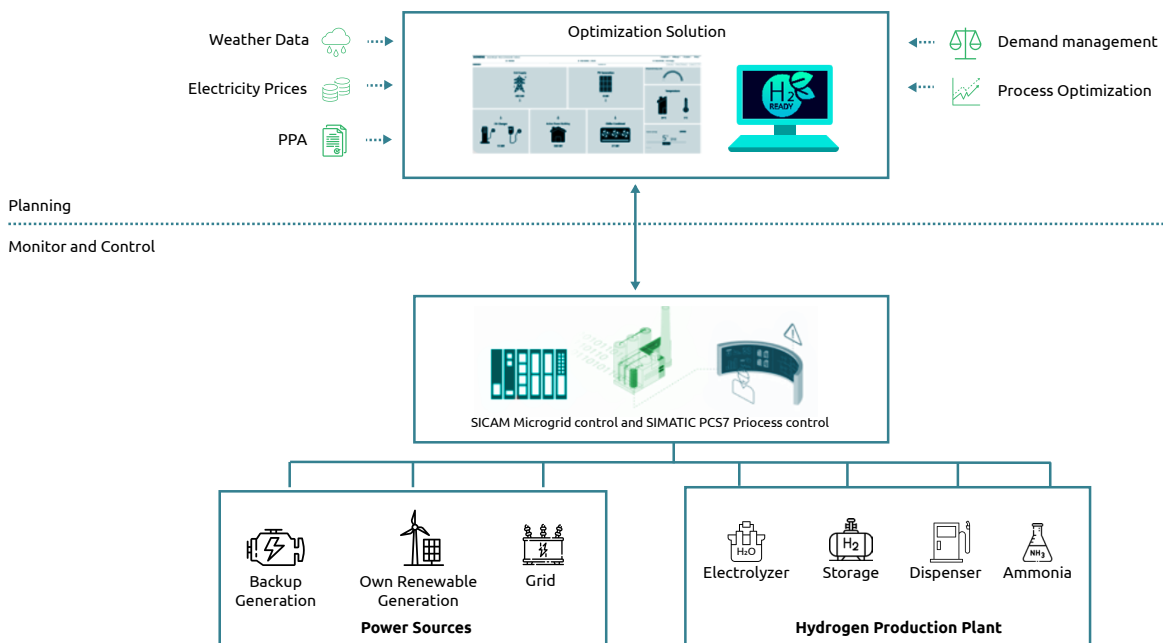 Optimization Solution
Weather Data
Electricity Prices
PPA
Demand management
Process Optimization
H2
READY
Planning
Monitor and Control
SICAM Microgrid control and SIMATIC PCS7 Priocess control
H₂O
H₂
NH₃
Backup
Generation
Own Renewable
Generation
Grid
Power Sources
Electrolyzer
Storage
Dispenser
Ammonia
Hydrogen Production Plant